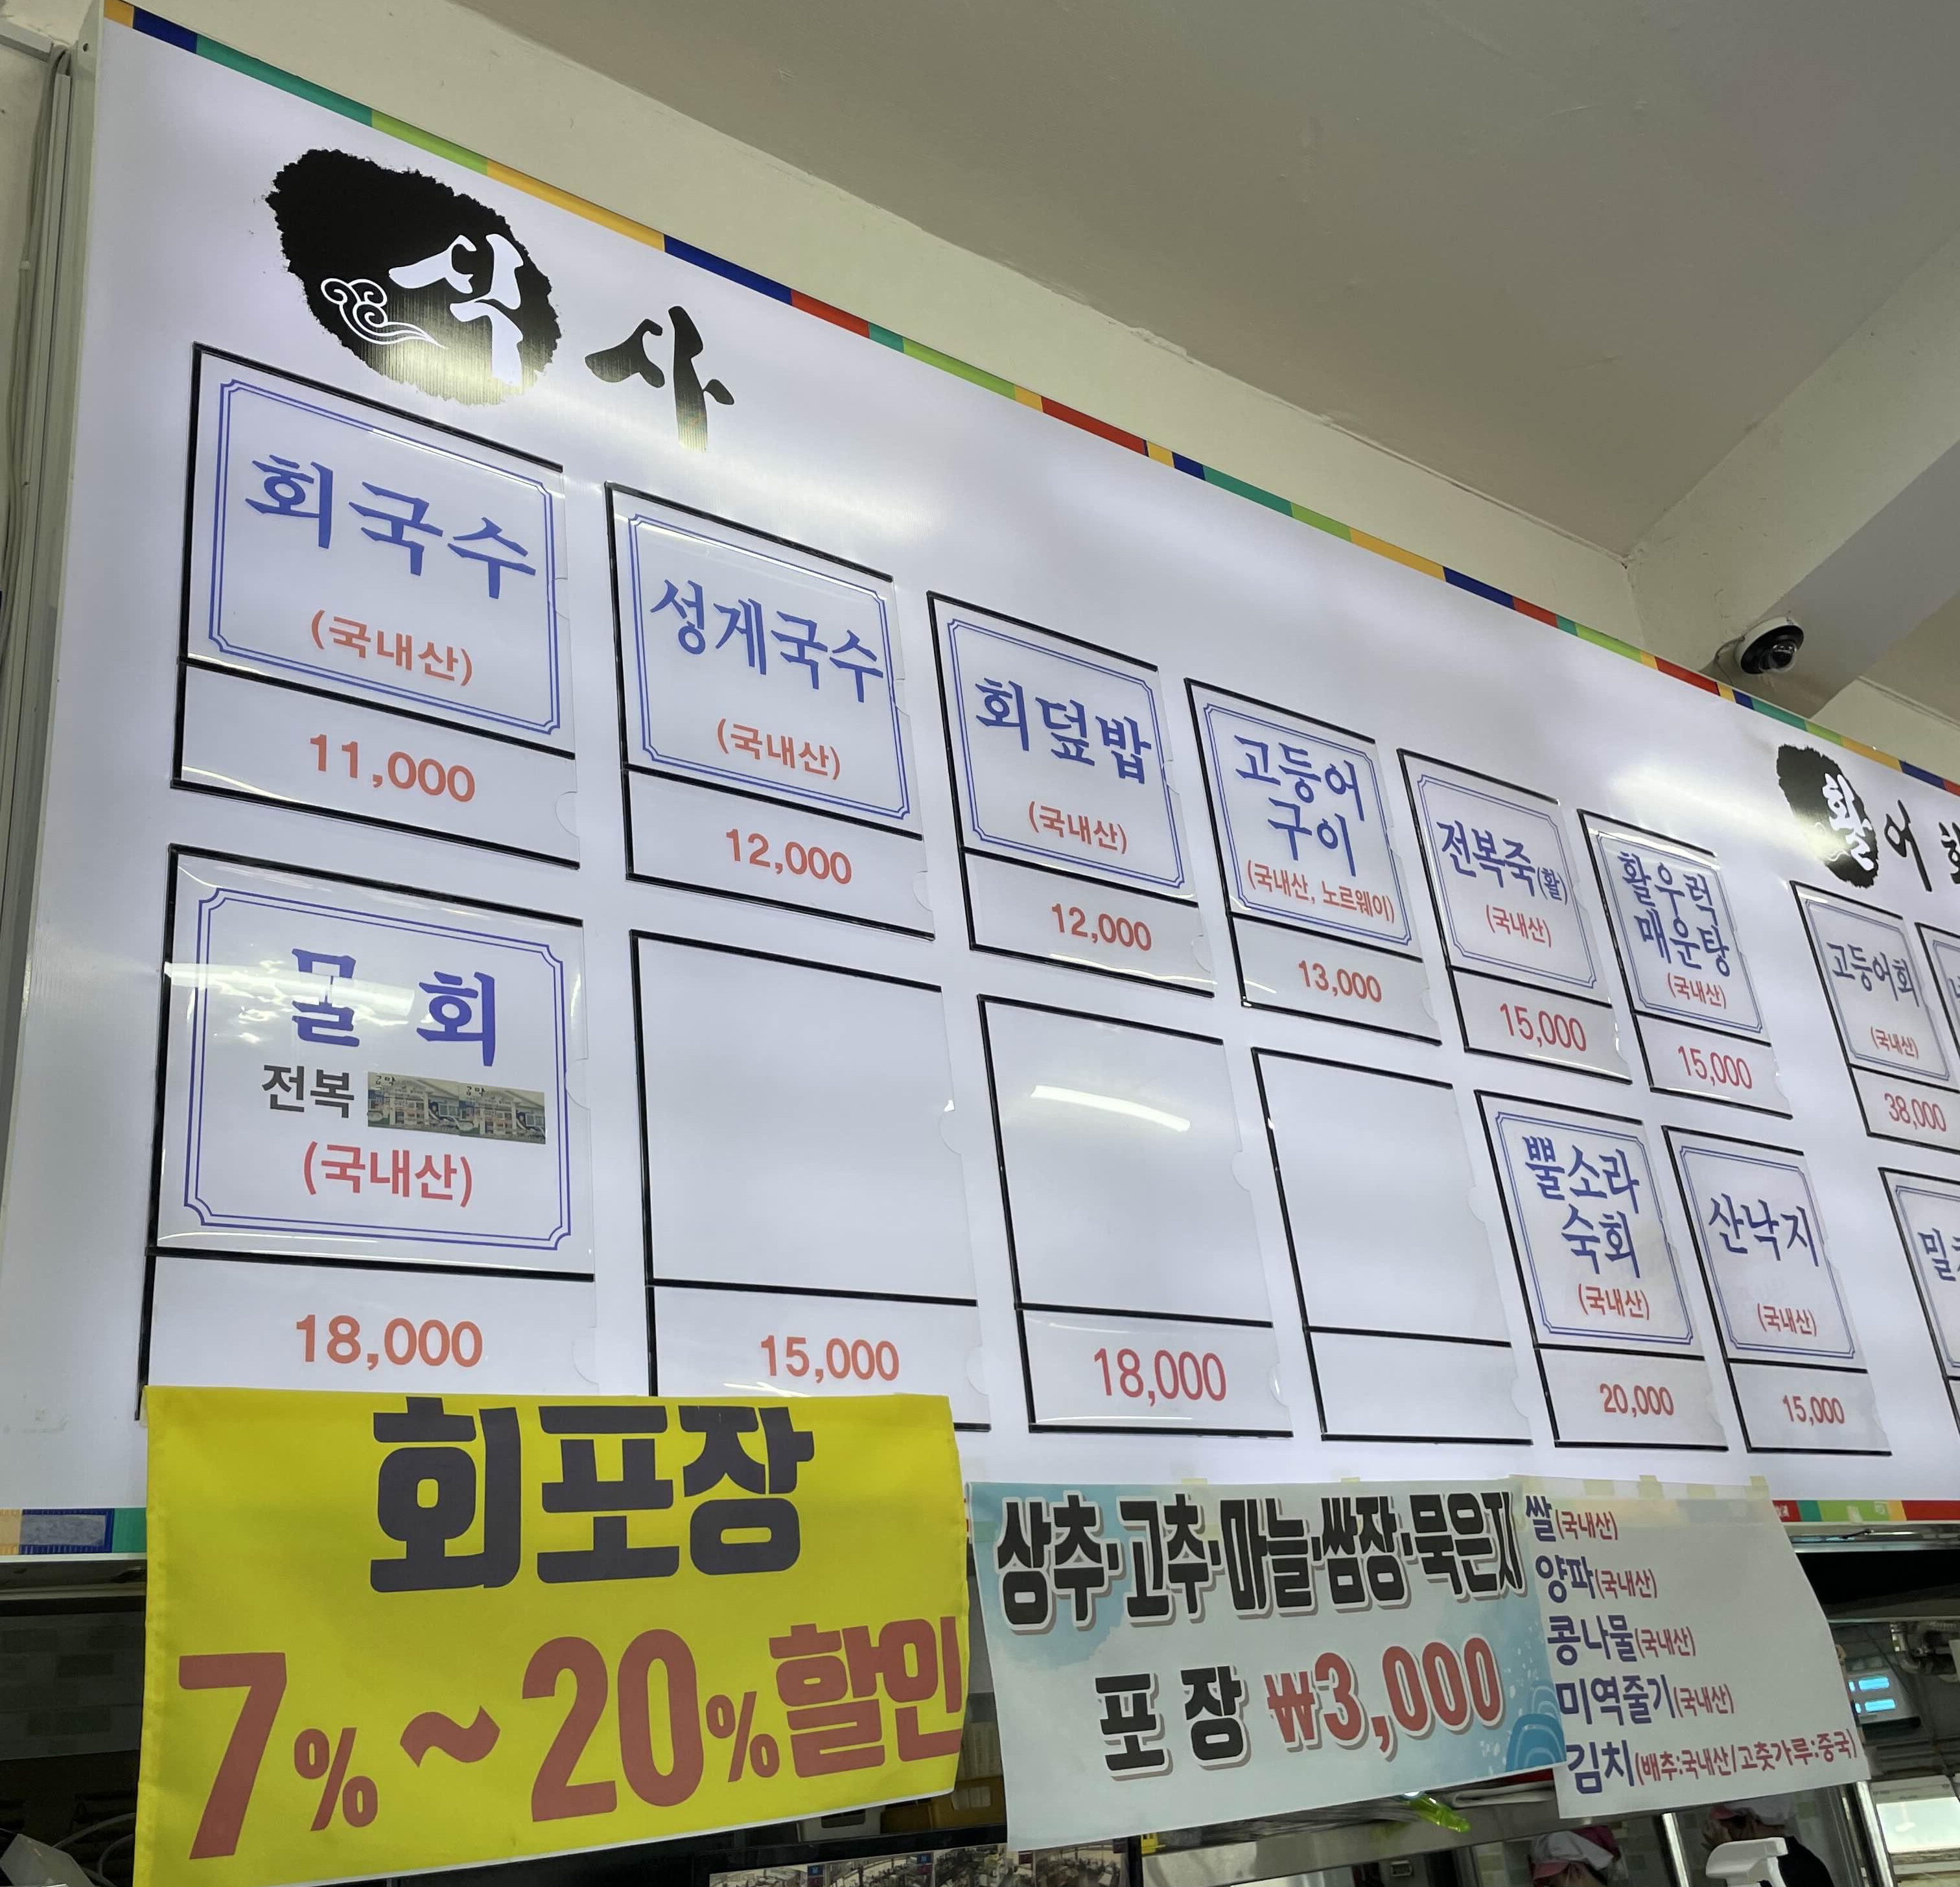 식사
회국수
(국내산)
11,000
성게국수
(국내산)
12,000
회덮밥
(국내산)
12,000
고등어
구이
(국내산, 노르웨이)
13,000
전복죽(활)
(국내산)
15,000
활우럭
매운탕
(국내산)
15,000
물회
전복
(국내산)
18,000
15,000
18,000
뿔소라
숙회
(국내산)
20,000
산낙지
(국내산)
15,000
활어
고등어회
(국내산)
38,000
회포장
7%~20%할인
상추·고추·마늘·쌈장·묵은지
포장 ₩3,000
쌀(국내산)
양파(국내산)
콩나물(국내산)
미역줄기(국내산)
김치(배추:국내산/고춧가루:중국)